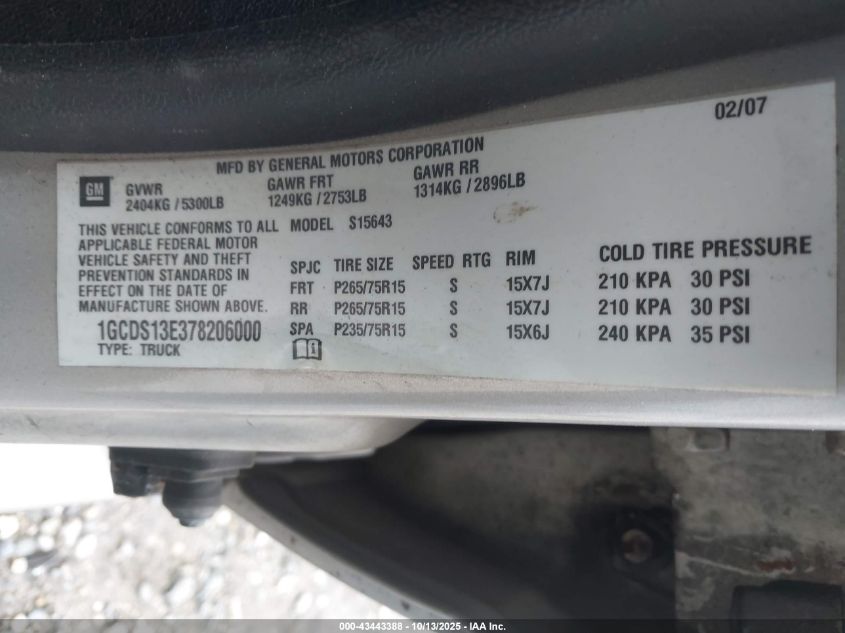 02/07
MFD BY GENERAL MOTORS CORPORATION
GM
GVWR GAWR FRT GAWR RR
2404KG / 5300LB 1249KG / 2753LB 1314KG / 2896LB
THIS VEHICLE CONFORMS TO ALL
APPLICABLE FEDERAL MOTOR
VEHICLE SAFETY AND THEFT
PREVENTION STANDARDS IN
EFFECT ON THE DATE OF
MANUFACTURE SHOWN ABOVE.
1GCDS13E378206000
TYPE: TRUCK
MODEL S15643
SPJC TIRE SIZE SPEED RTG RIM COLD TIRE PRESSURE
FRT P265/75R15 S 15X7J 210 KPA 30 PSI
RR P265/75R15 S 15X7J 210 KPA 30 PSI
SPA P235/75R15 S 15X6J 240 KPA 35 PSI
000-43443388 - 10/13/2025 - IAA Inc.